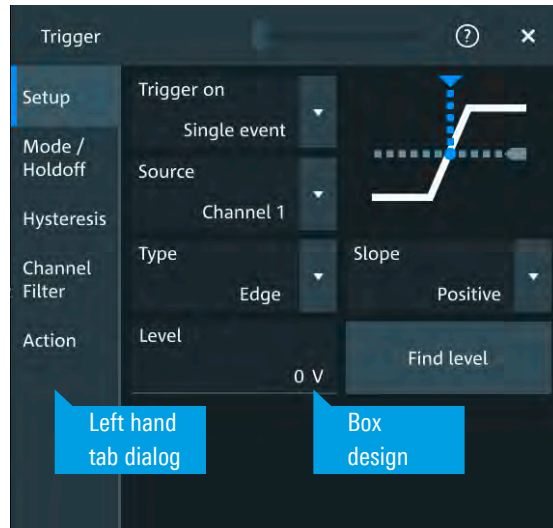 Trigger
?
×
Setup
Mode /
Holdoff
Hysteresis
Channel
Filter
Action
Trigger on
Single event
Source
Channel 1
Type
Edge
Slope
Positive
Level
0 V
Find level
Left hand
tab dialog
Box
design